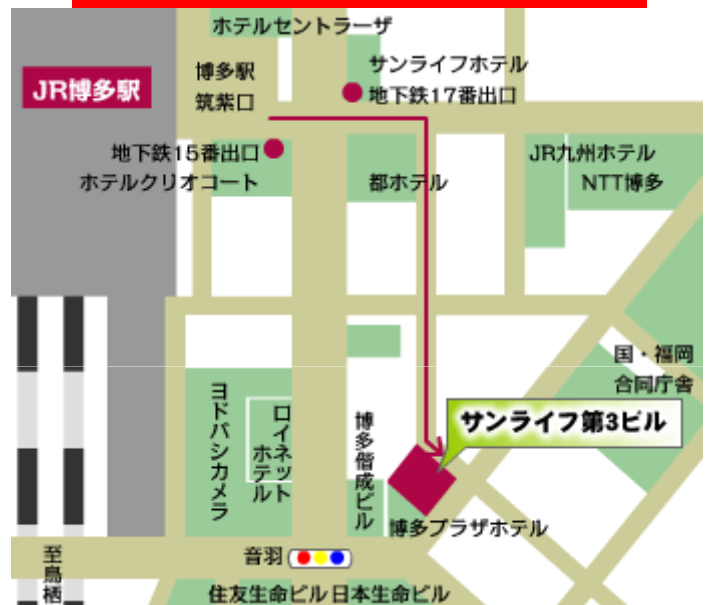 ホテルセントラーザ
サンライフホテル
地下鉄17番出口
博多駅
筑紫口
JR博多駅
地下鉄15番出口
ホテルクリオコート
都ホテル
JR九州ホテル
NTT博多
国・福岡
合同庁舎
サンライフ第3ビル
ヨドバシカメラ
ロイネット
ホテル
博多偕成ビル
博多プラザホテル
音羽
至鳥栖
住友生命ビル
日本生命ビル